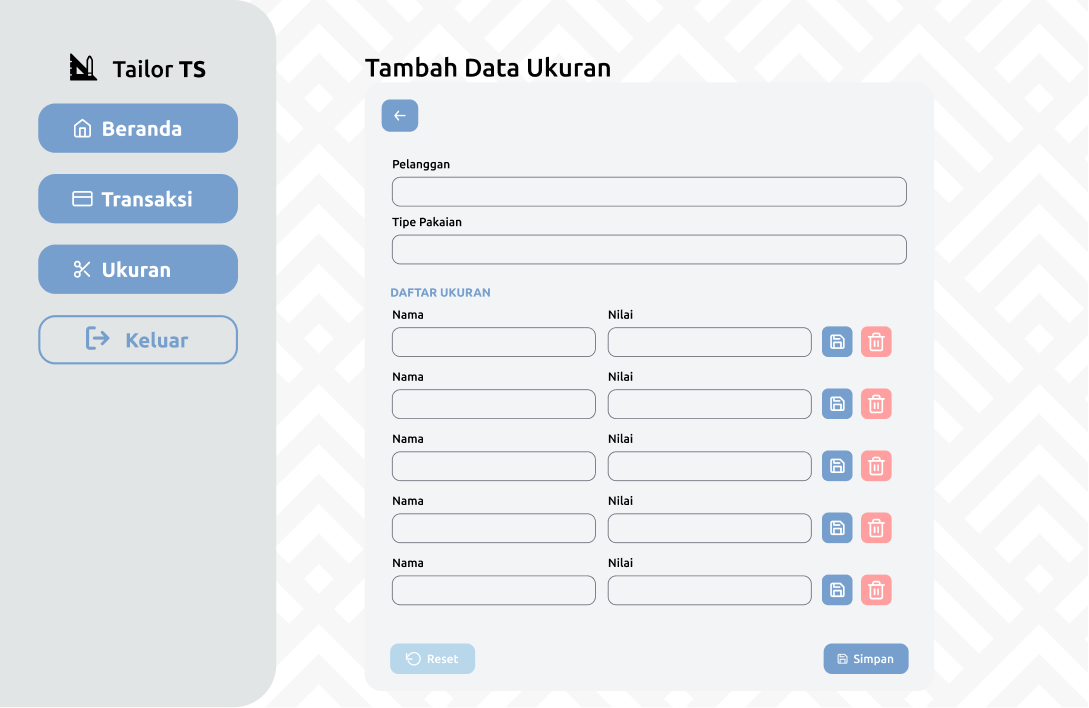 Tailor TS
Beranda
Transaksi
Ukuran
Keluar
Tambah Data Ukuran
Pelanggan
Tipe Pakaian
DAFTAR UKURAN
Nama Nilai
Nama Nilai
Nama Nilai
Nama Nilai
Nama Nilai
Reset Simpan